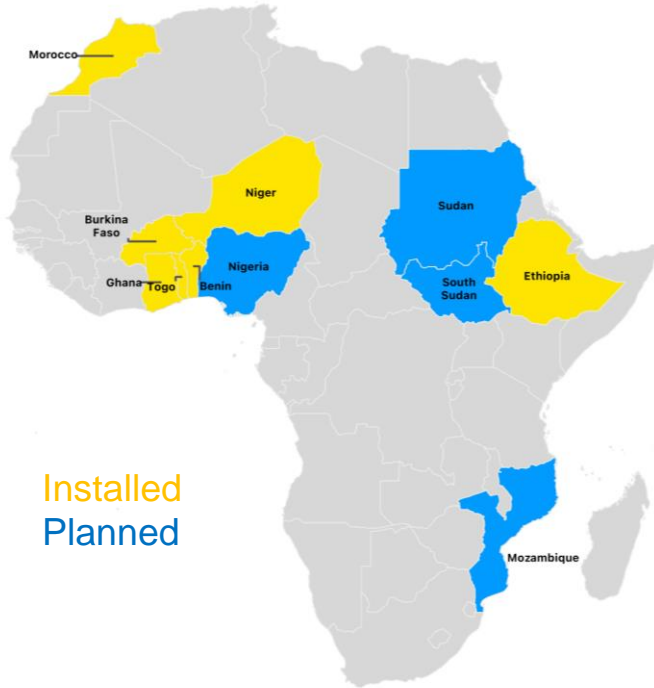 Morocco
Niger
Burkina
Faso
Sudan
Nigeria
Ghana
Togo
Benin
South
Sudan
Ethiopia
Installed
Planned
Mozambique